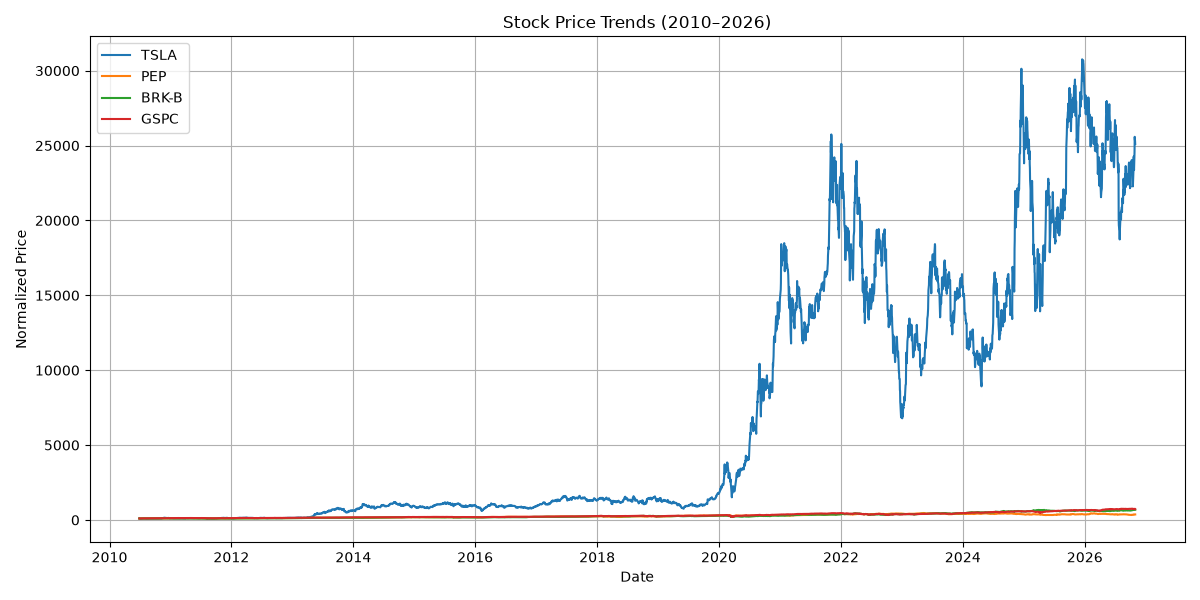 Stock Price Trends (2010–2026)
TSLA
PEP
BRK-B
GSPC
Normalized Price
30000
25000
20000
15000
10000
5000
0
2010 2012 2014 2016 2018 2020 2022 2024 2026
Date